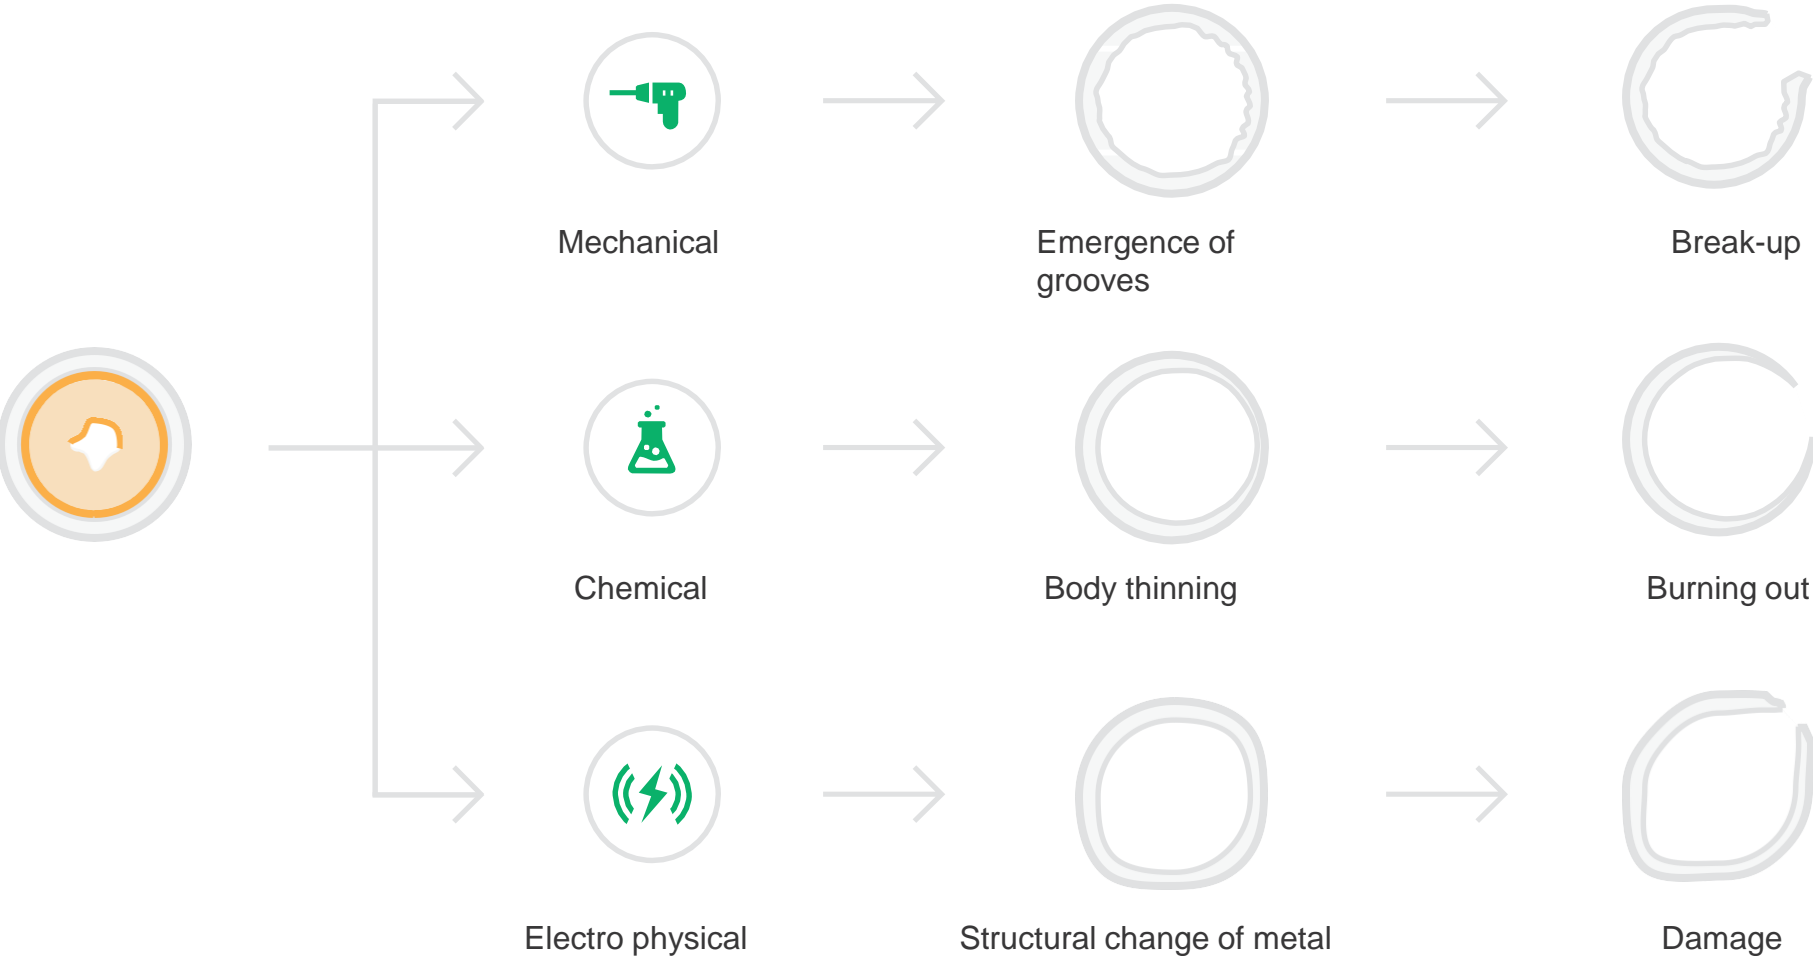 Mechanical
Emergence of
grooves
Break-up
Chemical
Body thinning
Burning out
Electro physical
Structural change of metal
Damage